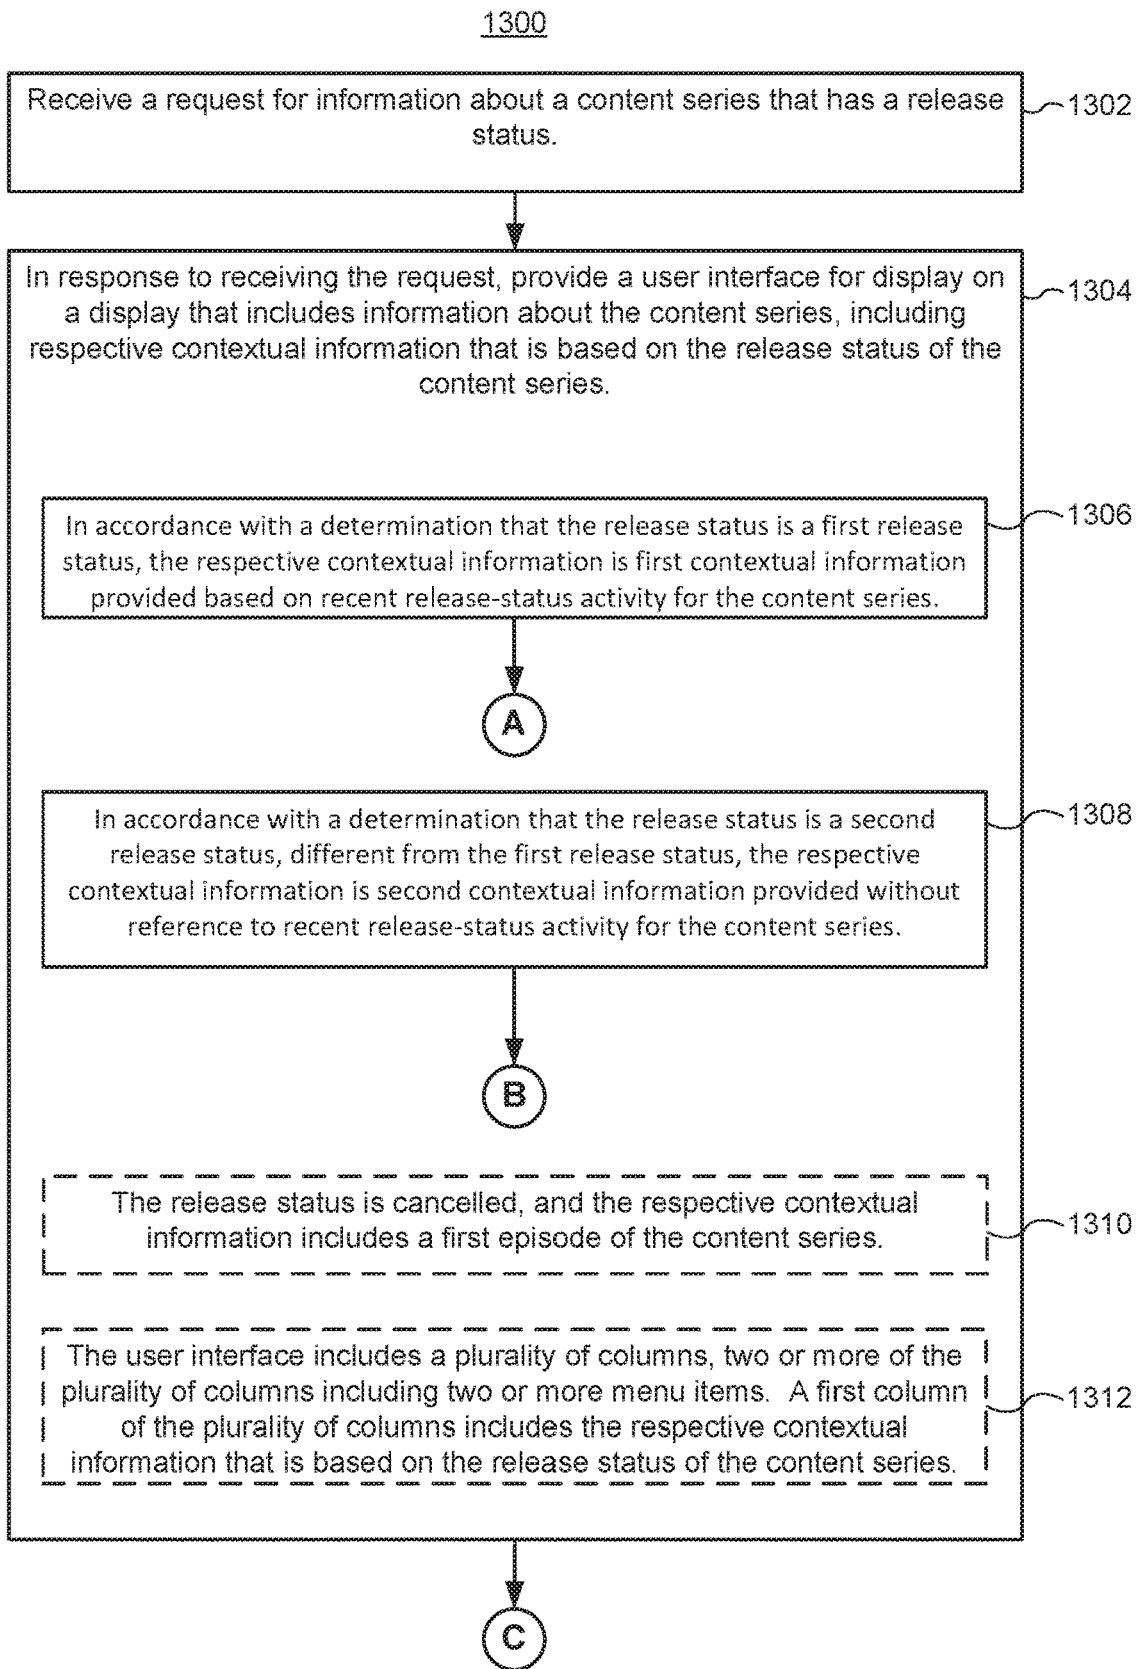 1300
Receive a request for information about a content series that has a release
status.
1302
In response to receiving the request, provide a user interface for display on
a display that includes information about the content series, including
respective contextual information that is based on the release status of the
content series.
1304
In accordance with a determination that the release status is a first release
status, the respective contextual information is first contextual information
provided based on recent release-status activity for the content series.
1306
A
In accordance with a determination that the release status is a second
release status, different from the first release status, the respective
contextual information is second contextual information provided without
reference to recent release-status activity for the content series.
1308
B
The release status is cancelled, and the respective contextual
information includes a first episode of the content series.
1310
The user interface includes a plurality of columns, two or more of the
plurality of columns including two or more menu items. A first column
of the plurality of columns includes the respective contextual
information that is based on the release status of the content series.
1312
C